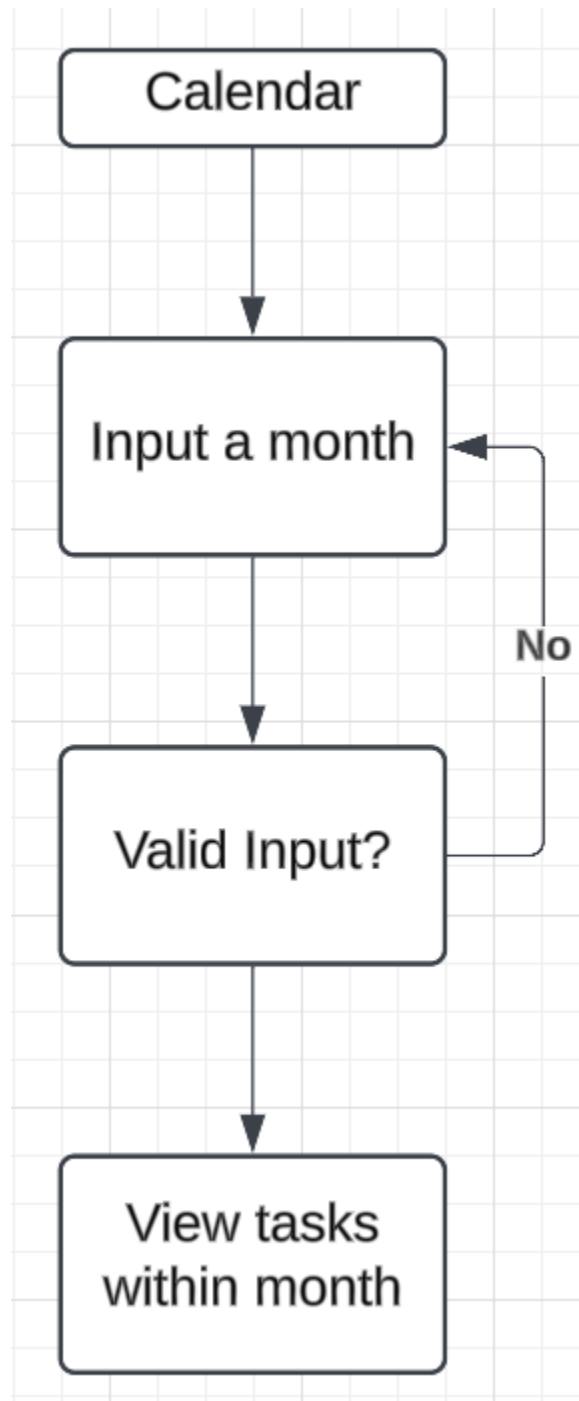 Calendar
Input a month
No
Valid Input?
View tasks
within month